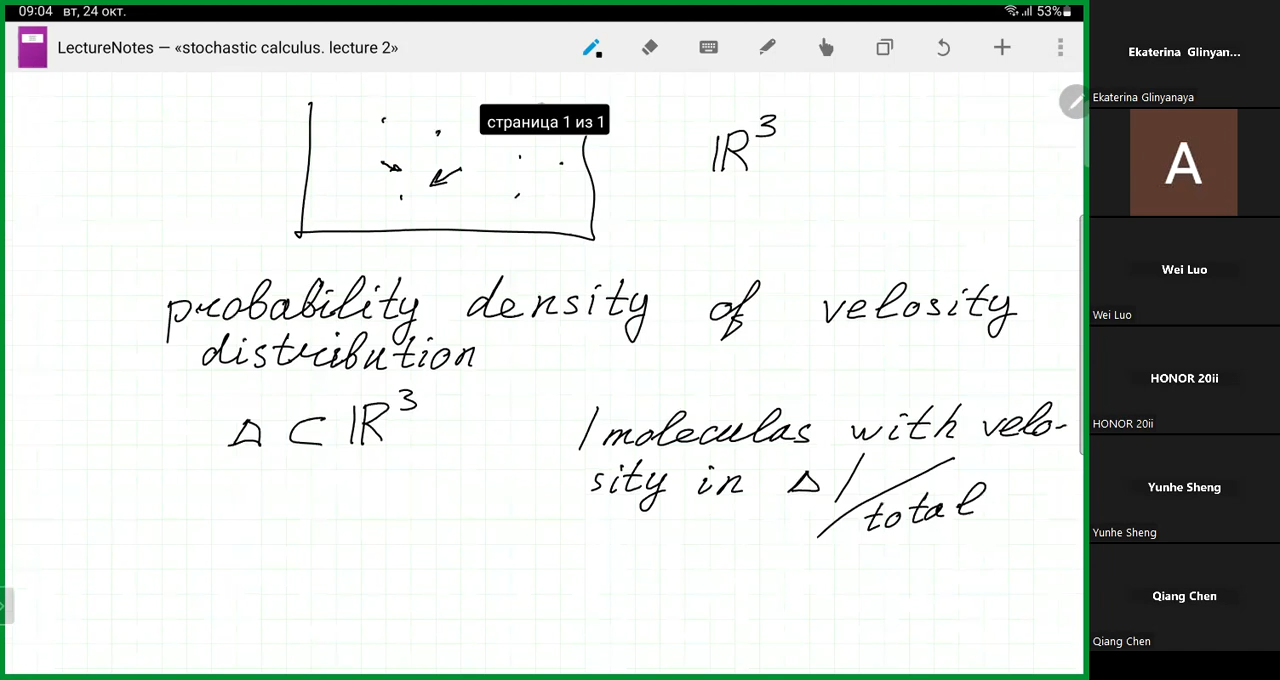 09:04 вт, 24 окт.
53%
LectureNotes — «stochastic calculus. lecture 2»
страница 1 из 1
ℝ³
probability density of velosity
distribution
Δ ⊂ ℝ³
|moleculas with velo-
sity in Δ| / total
Ekaterina Glinyan...
Ekaterina Glinyanaya
A
Wei Luo
Wei Luo
HONOR 20ii
HONOR 20ii
Yunhe Sheng
Yunhe Sheng
Qiang Chen
Qiang Chen